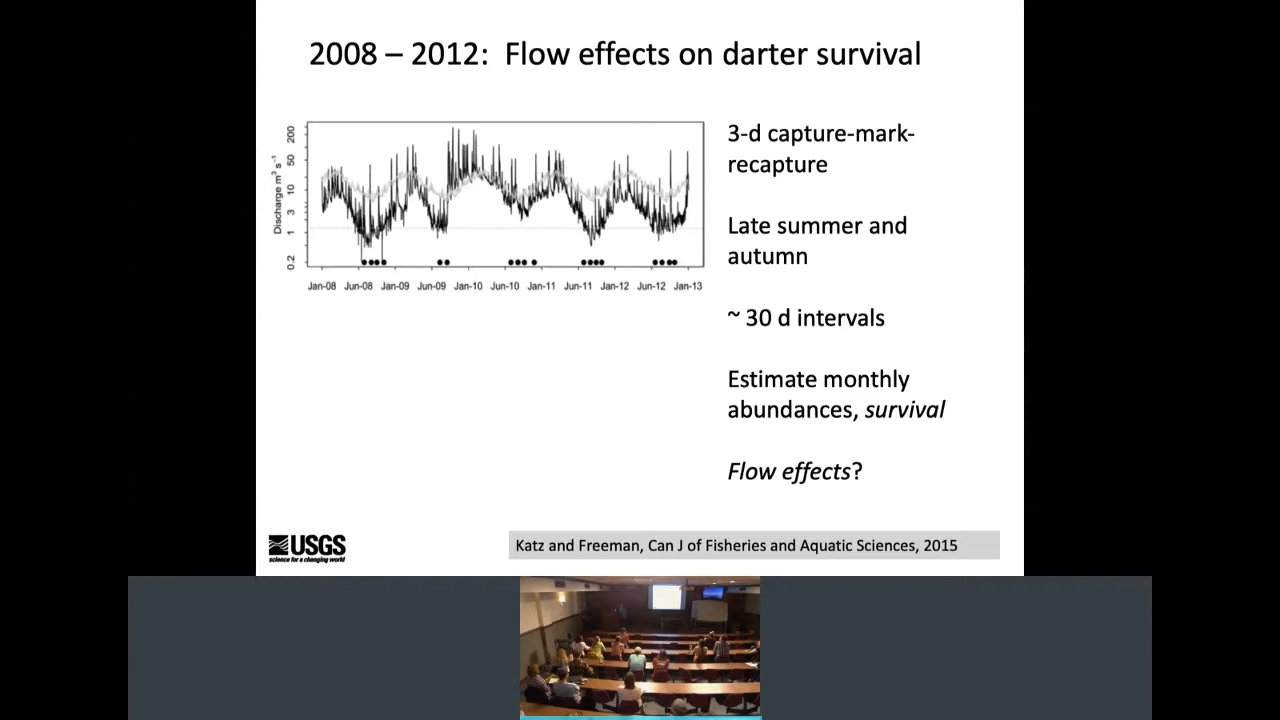 2008 – 2012:  Flow effects on darter survival
Discharge m³ s⁻¹
200
50
10
3
1
0.2
Jan-08 Jun-08 Jan-09 Jun-09 Jan-10 Jun-10 Jan-11 Jun-11 Jan-12 Jun-12 Jan-13
3-d capture-mark-
recapture
Late summer and
autumn
~ 30 d intervals
Estimate monthly
abundances, survival
Flow effects?
USGS
science for a changing world
Katz and Freeman, Can J of Fisheries and Aquatic Sciences, 2015